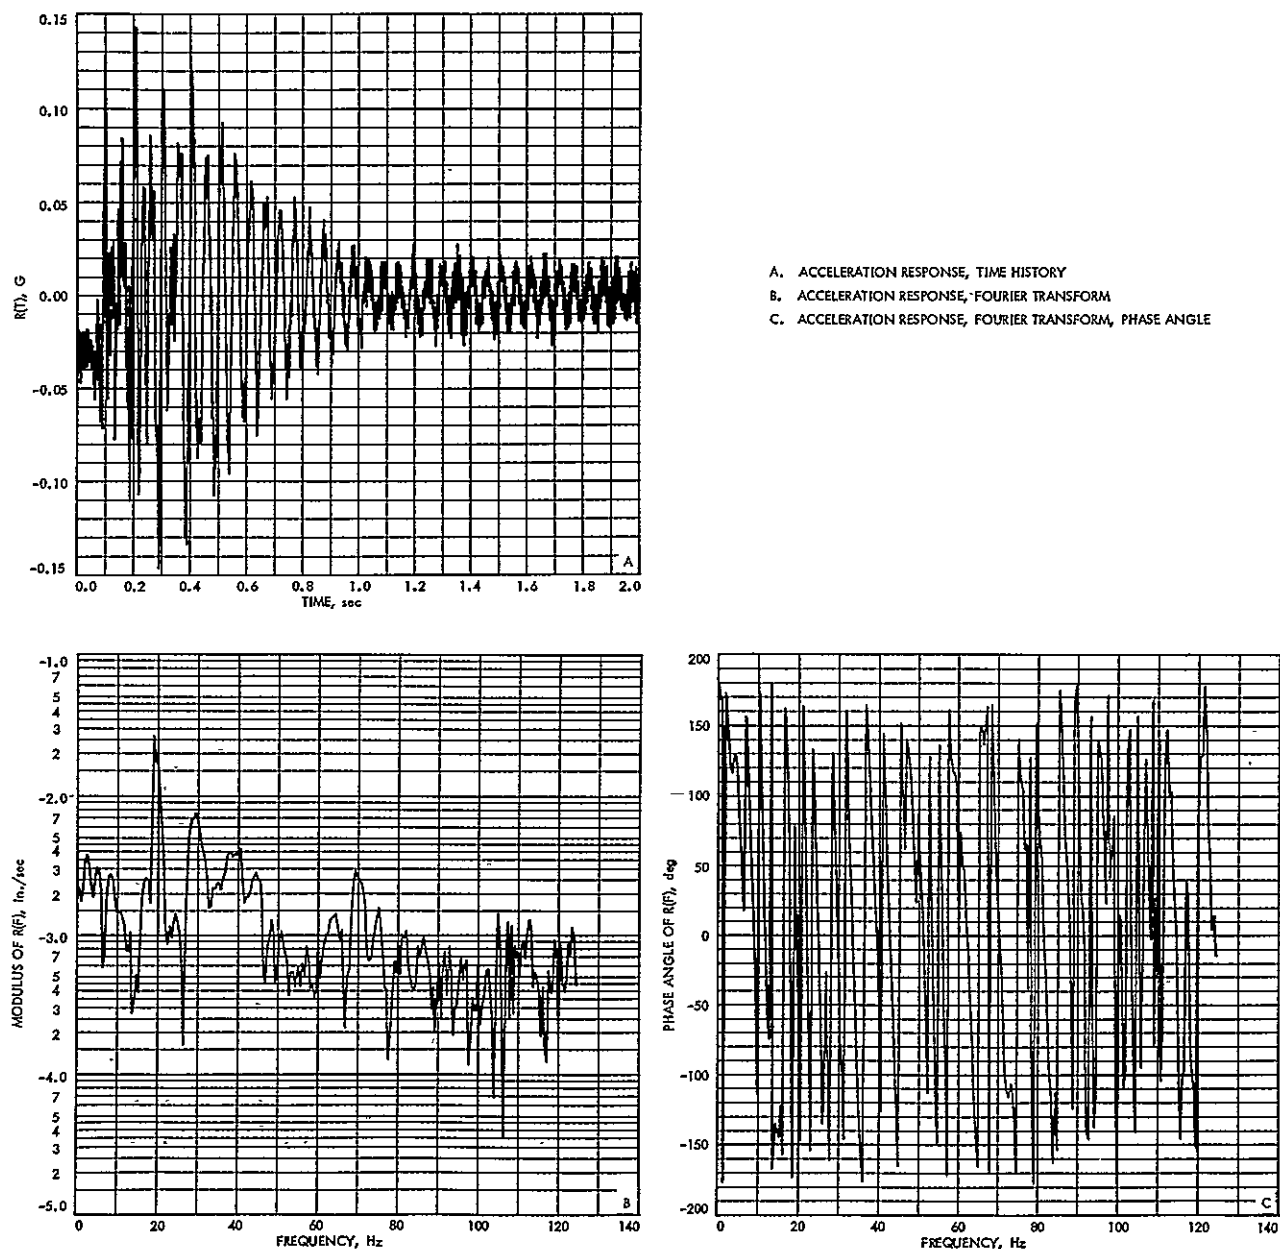 0.15
0.10
0.05
0.00
-0.05
-0.10
-0.15
R(T), G
A
0.0 0.2 0.4 0.6 0.8 1.0 1.2 1.4 1.6 1.8 2.0
TIME, sec
A. ACCELERATION RESPONSE, TIME HISTORY
B. ACCELERATION RESPONSE, FOURIER TRANSFORM
C. ACCELERATION RESPONSE, FOURIER TRANSFORM, PHASE ANGLE
-1.0
7
5
4
3
2
-2.0
7
5
4
3
2
-3.0
7
5
4
3
2
-4.0
7
5
4
3
2
-5.0
MODULUS OF R(F), In./sec
B
0 20 40 60 80 100 120 140
FREQUENCY, Hz
200
150
100
50
0
-50
-100
-150
-200
PHASE ANGLE OF R(F), deg
C
0 20 40 60 80 100 120 140
FREQUENCY, Hz